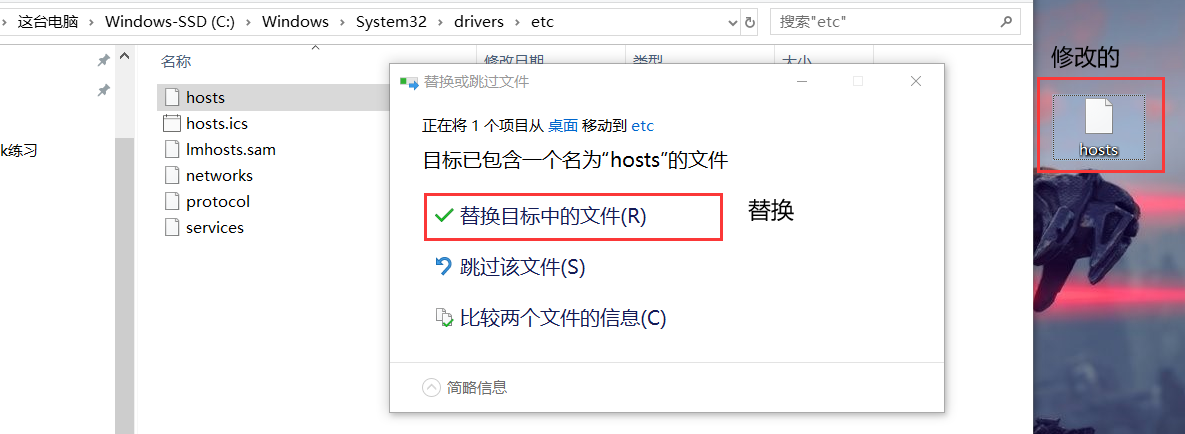 这台电脑 > Windows-SSD (C:) > Windows > System32 > drivers > etc
搜索"etc"
修改的
hosts
名称
修改日期
类型
大小
hosts
hosts.ics
lmhosts.sam
networks
protocol
services
k练习
替换或跳过文件
正在将 1 个项目从 桌面 移动到 etc
目标已包含一个名为“hosts”的文件
替换目标中的文件(R)
替换
跳过该文件(S)
比较两个文件的信息(C)
简略信息